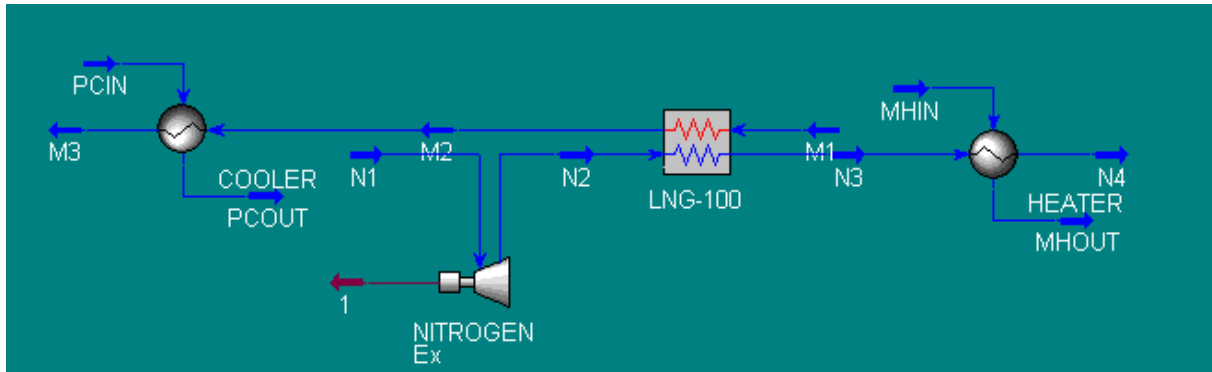 PCIN
MHIN
M3
M2
M1
N1
N2
N3
N4
COOLER
PCOUT
LNG-100
HEATER
MHOUT
1
NITROGEN
Ex